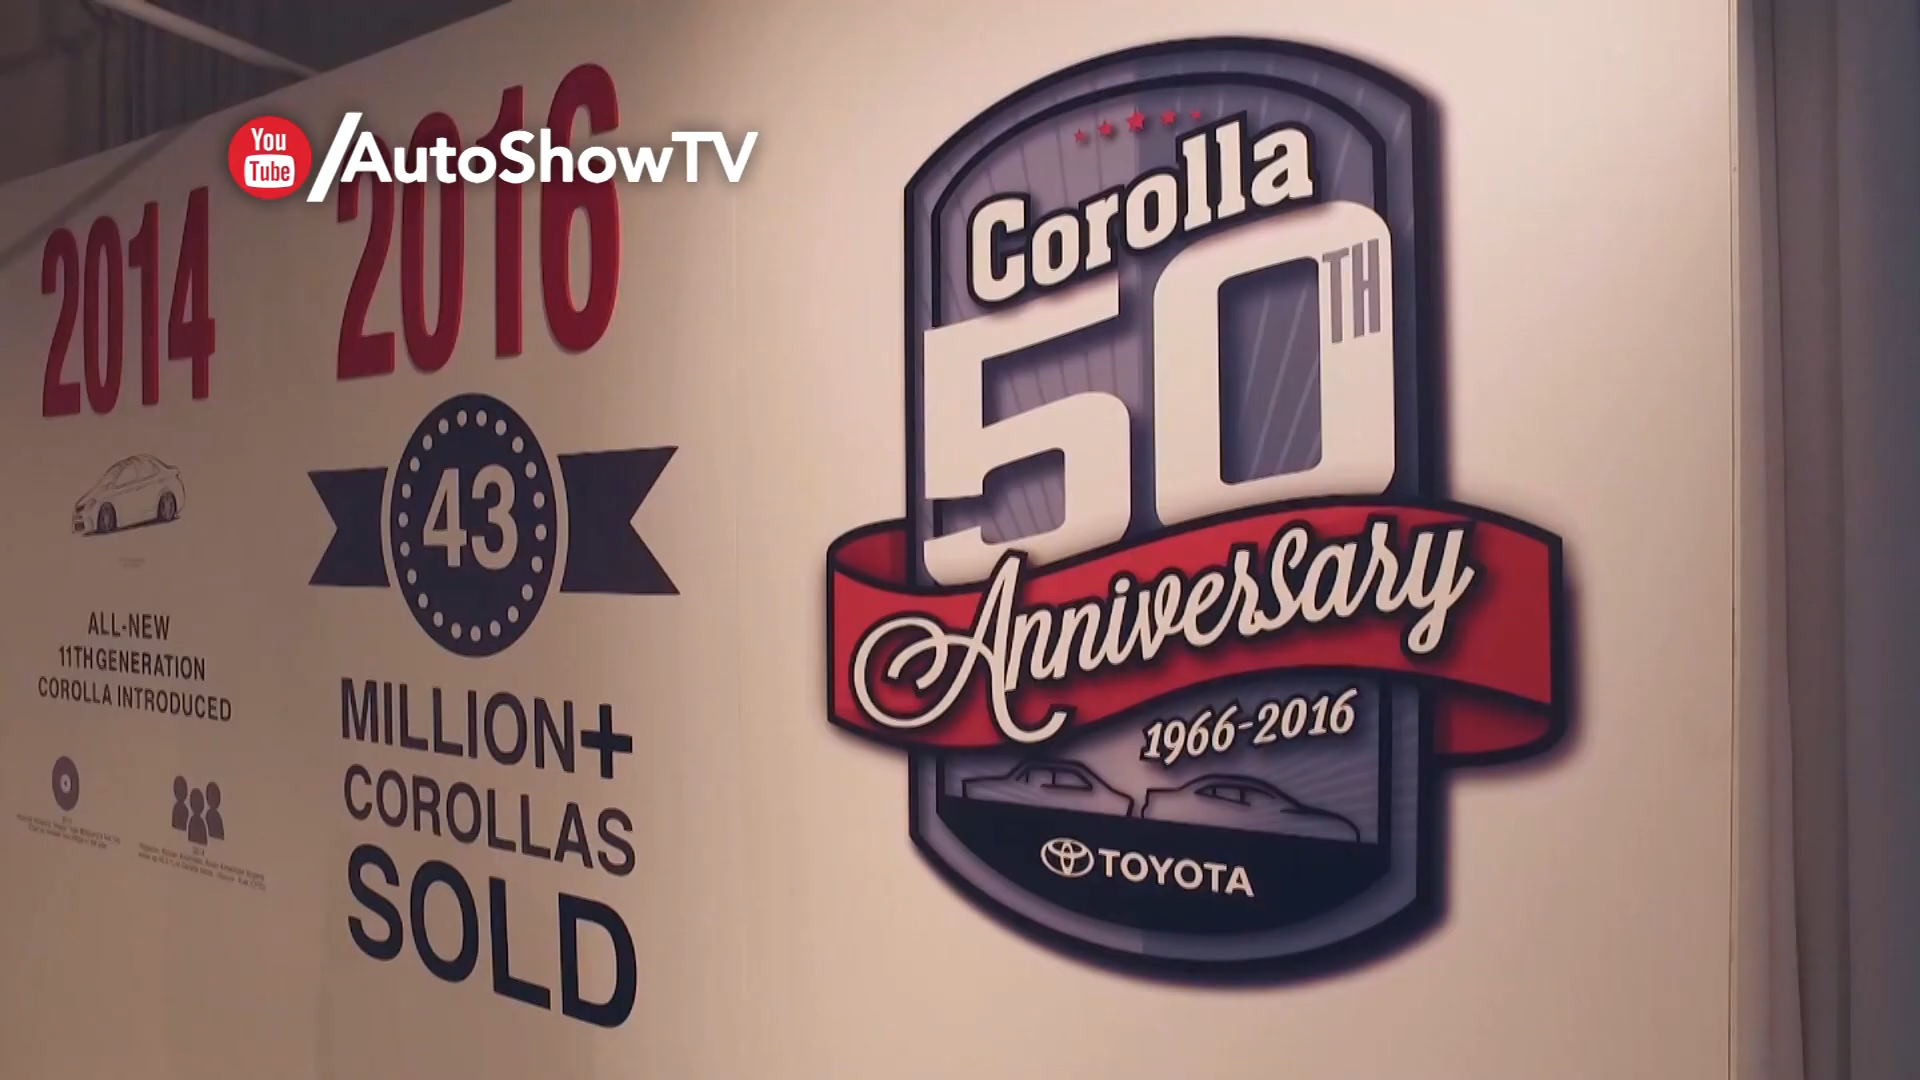 You
Tube
/AutoShowTV
2014
ALL-NEW
11TH GENERATION
COROLLA INTRODUCED
2014
2016
43
MILLION+
COROLLAS
SOLD
Corolla
50TH
Anniversary
1966-2016
TOYOTA